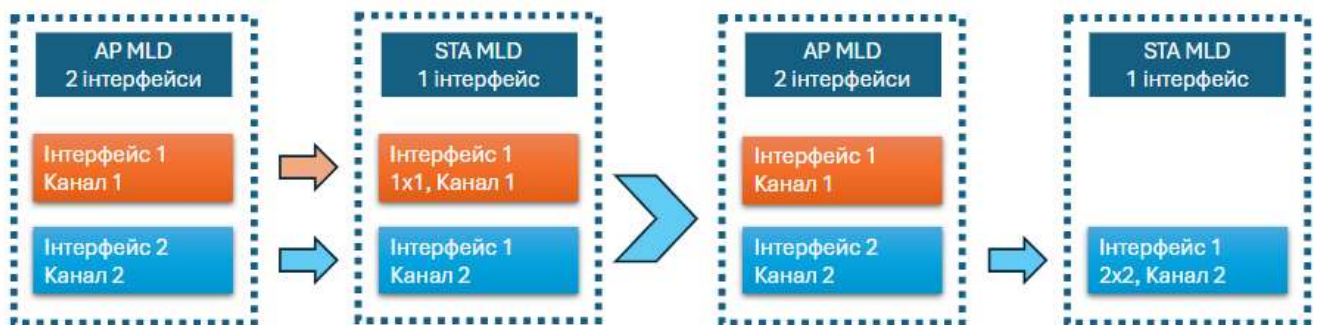 AP MLD
2 інтерфейси
Інтерфейс 1
Канал 1
Інтерфейс 2
Канал 2
STA MLD
1 інтерфейс
Інтерфейс 1
1x1, Канал 1
Інтерфейс 1
Канал 2
AP MLD
2 інтерфейси
Інтерфейс 1
Канал 1
Інтерфейс 2
Канал 2
STA MLD
1 інтерфейс
Інтерфейс 1
2x2, Канал 2